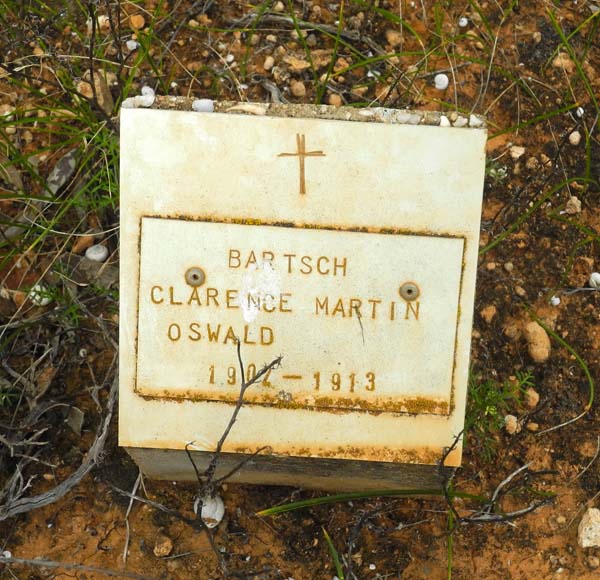 BARTSCH
CLARENCE MARTIN
OSWALD
– 1913